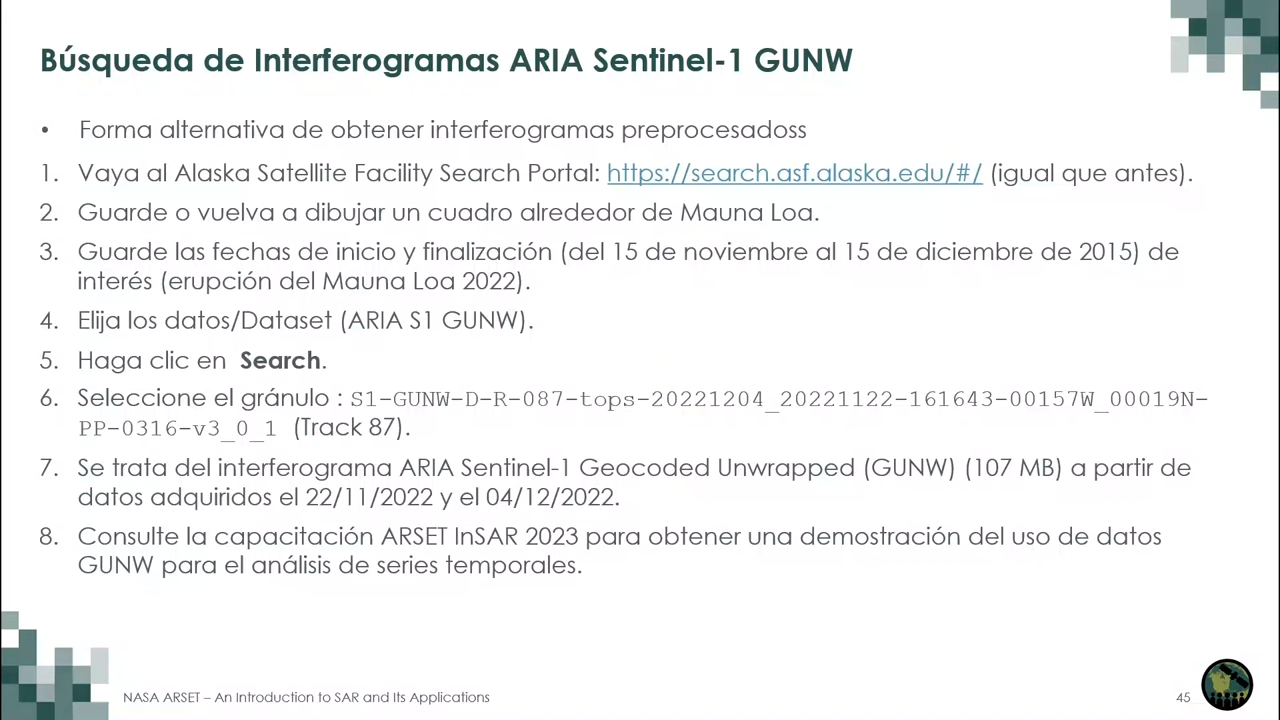 Búsqueda de Interferogramas ARIA Sentinel-1 GUNW
• Forma alternativa de obtener interferogramas preprocesadoss
1. Vaya al Alaska Satellite Facility Search Portal: https://search.asf.alaska.edu/#/ (igual que antes).
2. Guarde o vuelva a dibujar un cuadro alrededor de Mauna Loa.
3. Guarde las fechas de inicio y finalización (del 15 de noviembre al 15 de diciembre de 2015) de
interés (erupción del Mauna Loa 2022).
4. Elija los datos/Dataset (ARIA S1 GUNW).
5. Haga clic en Search.
6. Seleccione el gránulo : S1-GUNW-D-R-087-tops-20221204_20221122-161643-00157W_00019N-
PP-0316-v3_0_1 (Track 87).
7. Se trata del interferograma ARIA Sentinel-1 Geocoded Unwrapped (GUNW) (107 MB) a partir de
datos adquiridos el 22/11/2022 y el 04/12/2022.
8. Consulte la capacitación ARSET InSAR 2023 para obtener una demostración del uso de datos
GUNW para el análisis de series temporales.
NASA ARSET – An Introduction to SAR and Its Applications
45